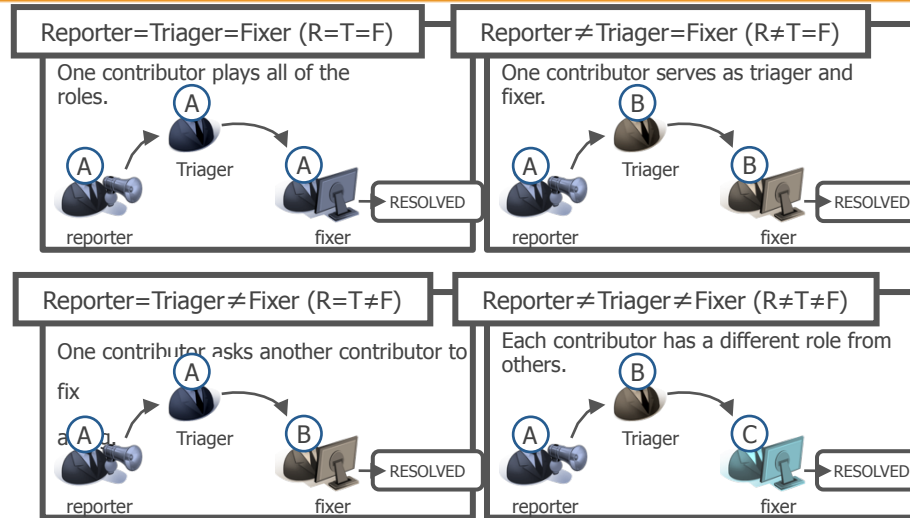 Reporter=Triager=Fixer (R=T=F)
One contributor plays all of the
roles.
A
A
Triager
A
RESOLVED
reporter
fixer
Reporter≠Triager=Fixer (R≠T=F)
One contributor serves as triager and
fixer.
B
A
Triager
B
RESOLVED
reporter
fixer
Reporter=Triager≠Fixer (R=T≠F)
One contributor asks another contributor to
fix
a
A
A
Triager
B
RESOLVED
reporter
fixer
Reporter≠Triager≠Fixer (R≠T≠F)
Each contributor has a different role from
others.
B
A
Triager
C
RESOLVED
reporter
fixer